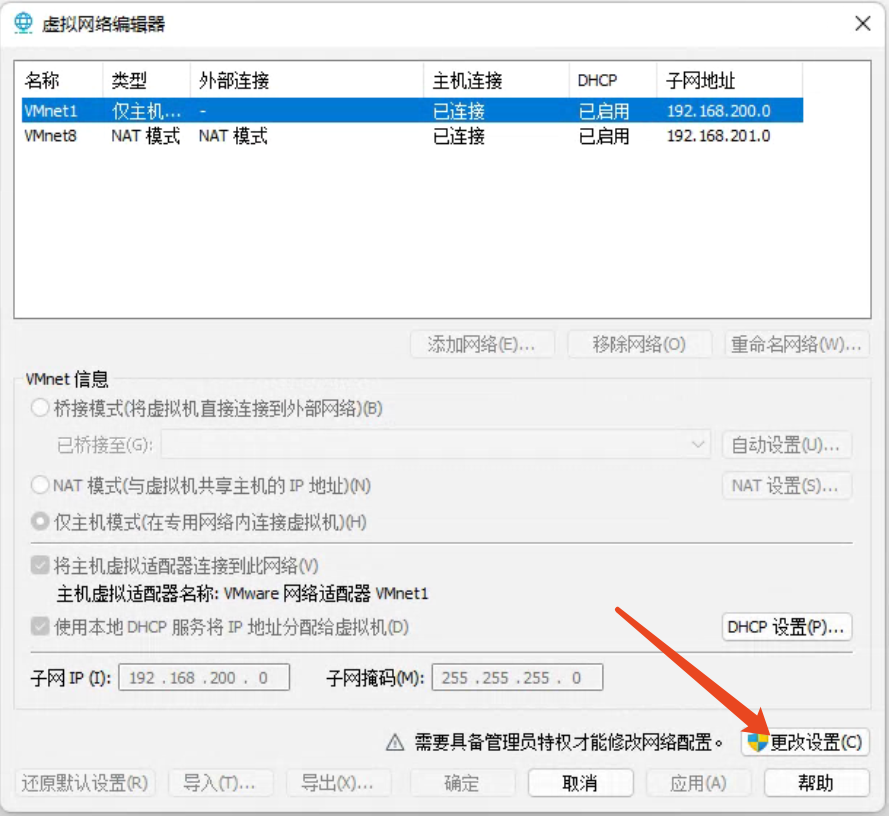 虚拟网络编辑器
名称 类型 外部连接 主机连接 DHCP 子网地址
VMnet1 仅主机... - 已连接 已启用 192.168.200.0
VMnet8 NAT 模式 NAT 模式 已连接 已启用 192.168.201.0
添加网络(E)... 移除网络(O) 重命名网络(W)...
VMnet 信息
桥接模式(将虚拟机直接连接到外部网络)(B)
已桥接至(G): 自动设置(U)...
NAT 模式(与虚拟机共享主机的 IP 地址)(N) NAT 设置(S)...
仅主机模式(在专用网络内连接虚拟机)(H)
将主机虚拟适配器连接到此网络(V)
主机虚拟适配器名称: VMware 网络适配器 VMnet1
使用本地 DHCP 服务将 IP 地址分配给虚拟机(D) DHCP 设置(P)...
子网 IP (I): 192 . 168 . 200 . 0 子网掩码(M): 255 . 255 . 255 . 0
需要具备管理员特权才能修改网络配置。 更改设置(C)
还原默认设置(R) 导入(T)... 导出(X)... 确定 取消 应用(A) 帮助